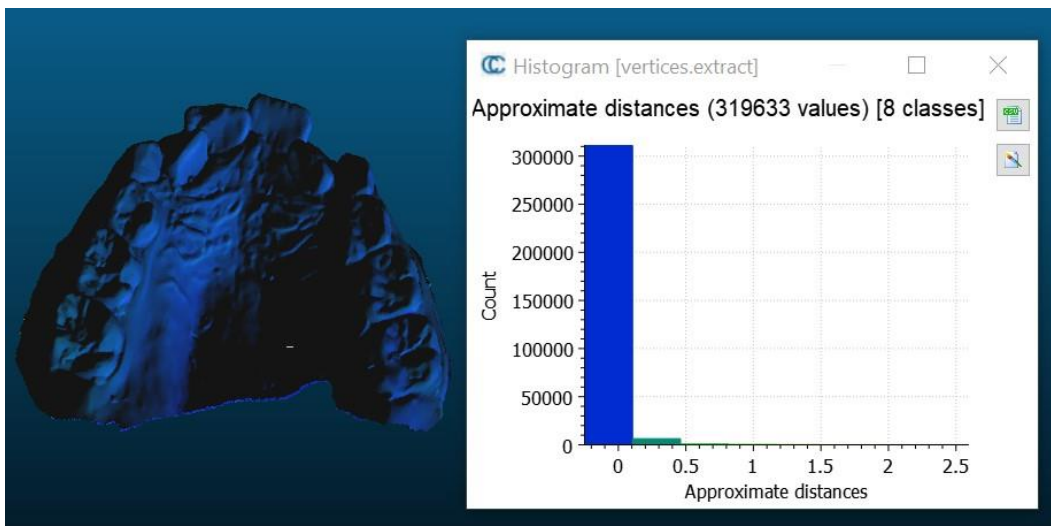 Histogram [vertices.extract]
Approximate distances (319633 values) [8 classes]
CSV
300000
250000
200000
150000
100000
50000
0
Count
0 0.5 1 1.5 2 2.5
Approximate distances